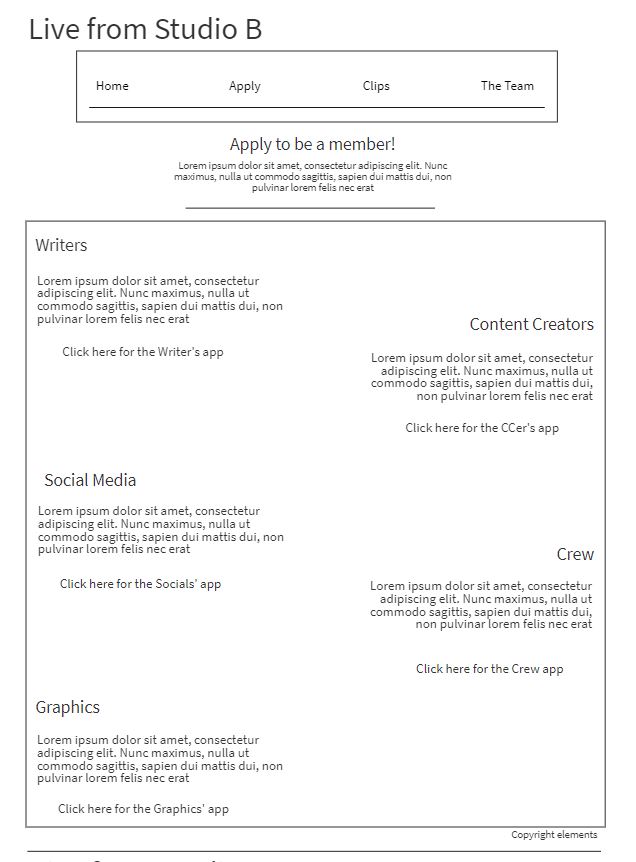 Live from Studio B
Home Apply Clips The Team
Apply to be a member!
Lorem ipsum dolor sit amet, consectetur adipiscing elit. Nunc
maximus, nulla ut commodo sagittis, sapien dui mattis dui, non
pulvinar lorem felis nec erat
Writers
Lorem ipsum dolor sit amet, consectetur
adipiscing elit. Nunc maximus, nulla ut
commodo sagittis, sapien dui mattis dui, non
pulvinar lorem felis nec erat
Click here for the Writer's app
Content Creators
Lorem ipsum dolor sit amet, consectetur
adipiscing elit. Nunc maximus, nulla ut
commodo sagittis, sapien dui mattis dui,
non pulvinar lorem felis nec erat
Click here for the CCer's app
Social Media
Lorem ipsum dolor sit amet, consectetur
adipiscing elit. Nunc maximus, nulla ut
commodo sagittis, sapien dui mattis dui, non
pulvinar lorem felis nec erat
Click here for the Socials' app
Crew
Lorem ipsum dolor sit amet, consectetur
adipiscing elit. Nunc maximus, nulla ut
commodo sagittis, sapien dui mattis dui,
non pulvinar lorem felis nec erat
Click here for the Crew app
Graphics
Lorem ipsum dolor sit amet, consectetur
adipiscing elit. Nunc maximus, nulla ut
commodo sagittis, sapien dui mattis dui, non
pulvinar lorem felis nec erat
Click here for the Graphics' app
Copyright elements